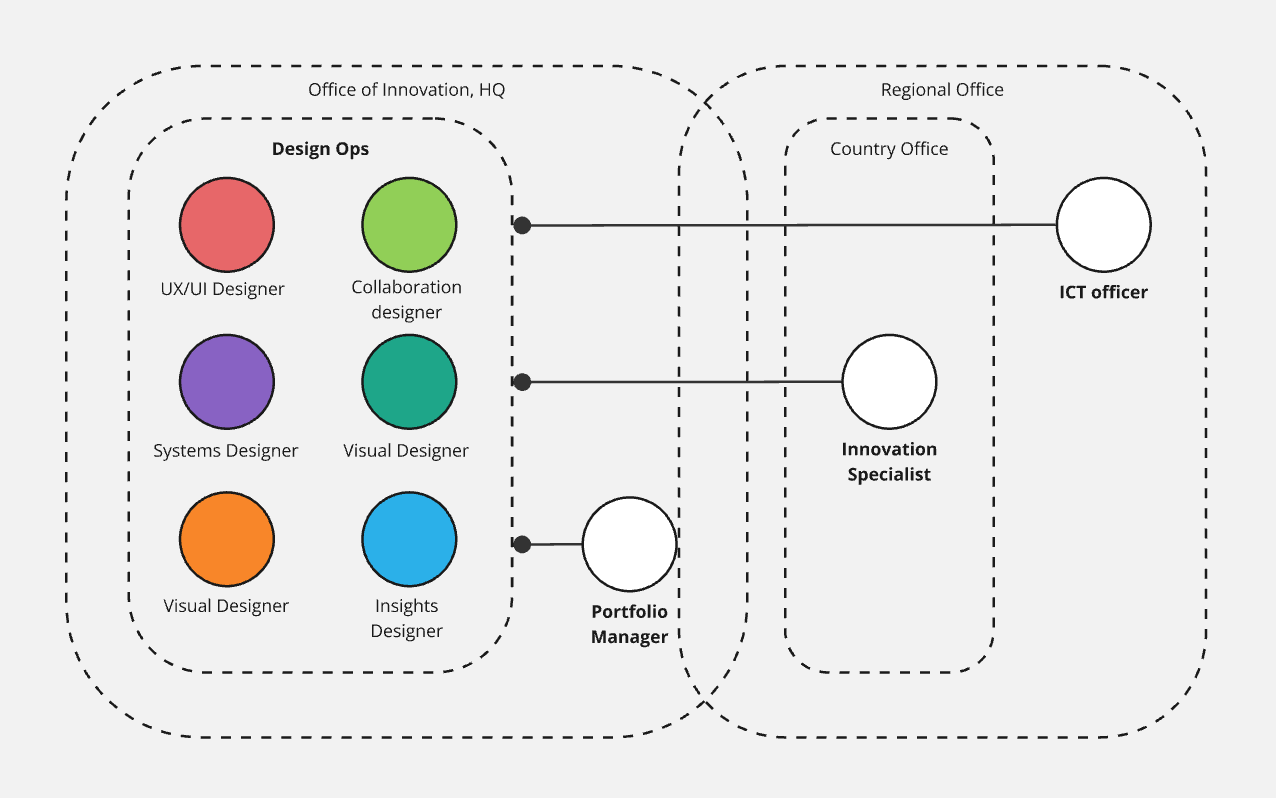 Office of Innovation, HQ
Regional Office
Design Ops
Country Office
UX/UI Designer
Collaboration
designer
ICT officer
Systems Designer
Visual Designer
Innovation
Specialist
Visual Designer
Insights
Designer
Portfolio
Manager